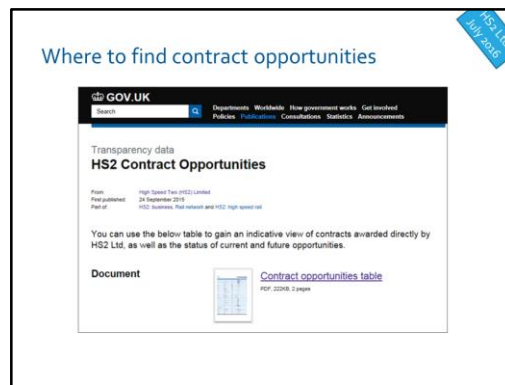 HS2 Ltd
July 2016
Where to find contract opportunities
GOV.UK
Search
Departments Worldwide How government works Get involved
Policies Publications Consultations Statistics Announcements
Transparency data
HS2 Contract Opportunities
From: High Speed Two (HS2) Limited
First published: 24 September 2015
Part of: HS2: business, Rail network and HS2: high speed rail
You can use the below table to gain an indicative view of contracts awarded directly by
HS2 Ltd, as well as the status of current and future opportunities.
Document
Contract opportunities table
PDF, 222KB, 2 pages